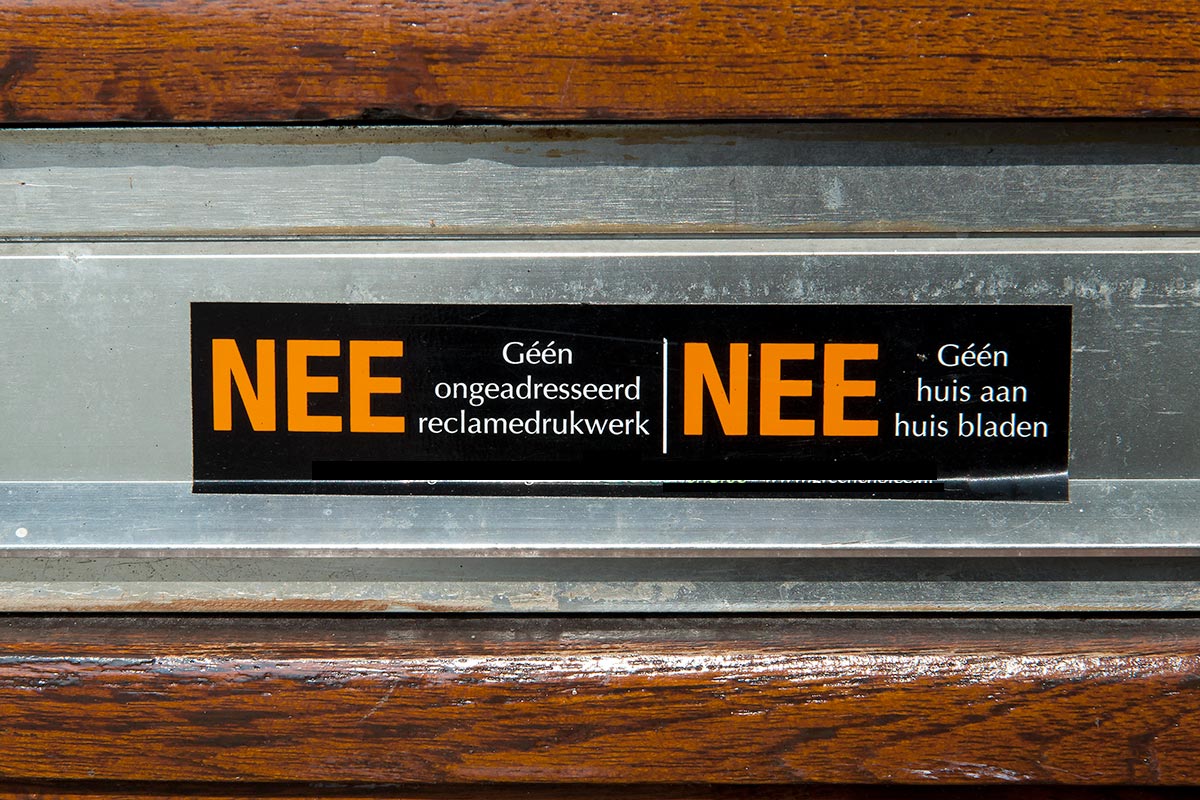 NEE
Géén
ongeadresseerd
reclamedrukwerk
NEE
Géén
huis aan
huis bladen